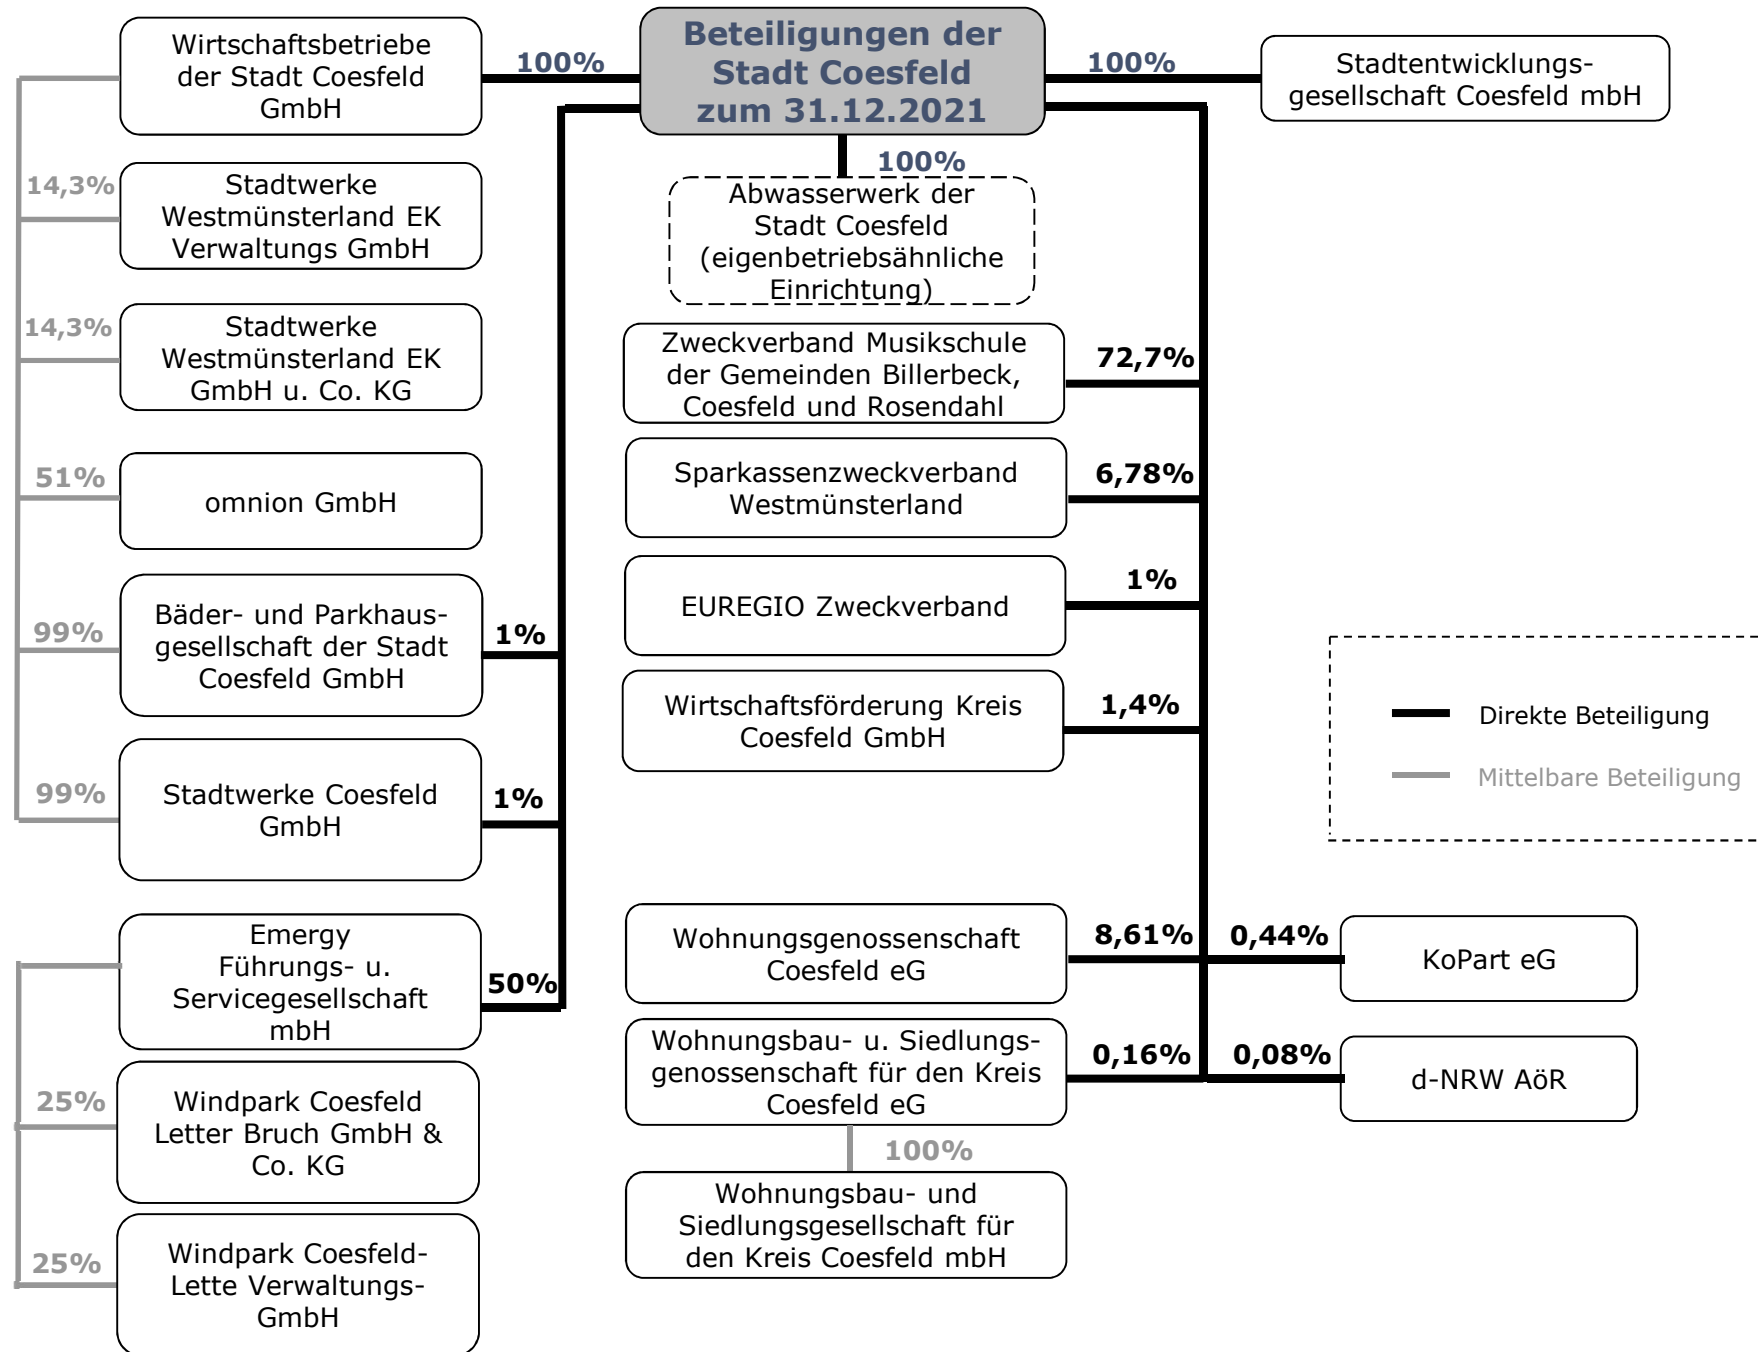 Beteiligungen der
Stadt Coesfeld
zum 31.12.2021
Wirtschaftsbetriebe
der Stadt Coesfeld
GmbH
100%
100%
Stadtentwicklungs-
gesellschaft Coesfeld mbH
100%
Abwasserwerk der
Stadt Coesfeld
(eigenbetriebsähnliche
Einrichtung)
14,3%
Stadtwerke
Westmünsterland EK
Verwaltungs GmbH
14,3%
Stadtwerke
Westmünsterland EK
GmbH u. Co. KG
51%
omnion GmbH
99%
Bäder- und Parkhaus-
gesellschaft der Stadt
Coesfeld GmbH
1%
99%
Stadtwerke Coesfeld
GmbH
1%
Emergy
Führungs- u.
Servicegesellschaft
mbH
50%
25%
Windpark Coesfeld
Letter Bruch GmbH &
Co. KG
25%
Windpark Coesfeld-
Lette Verwaltungs-
GmbH
Zweckverband Musikschule
der Gemeinden Billerbeck,
Coesfeld und Rosendahl
72,7%
Sparkassenzweckverband
Westmünsterland
6,78%
EUREGIO Zweckverband
1%
Wirtschaftsförderung Kreis
Coesfeld GmbH
1,4%
Wohnungsgenossenschaft
Coesfeld eG
8,61%
0,44%
KoPart eG
Wohnungsbau- u. Siedlungs-
genossenschaft für den Kreis
Coesfeld eG
0,16%
0,08%
d-NRW AöR
100%
Wohnungsbau- und
Siedlungsgesellschaft für
den Kreis Coesfeld mbH
Direkte Beteiligung
Mittelbare Beteiligung